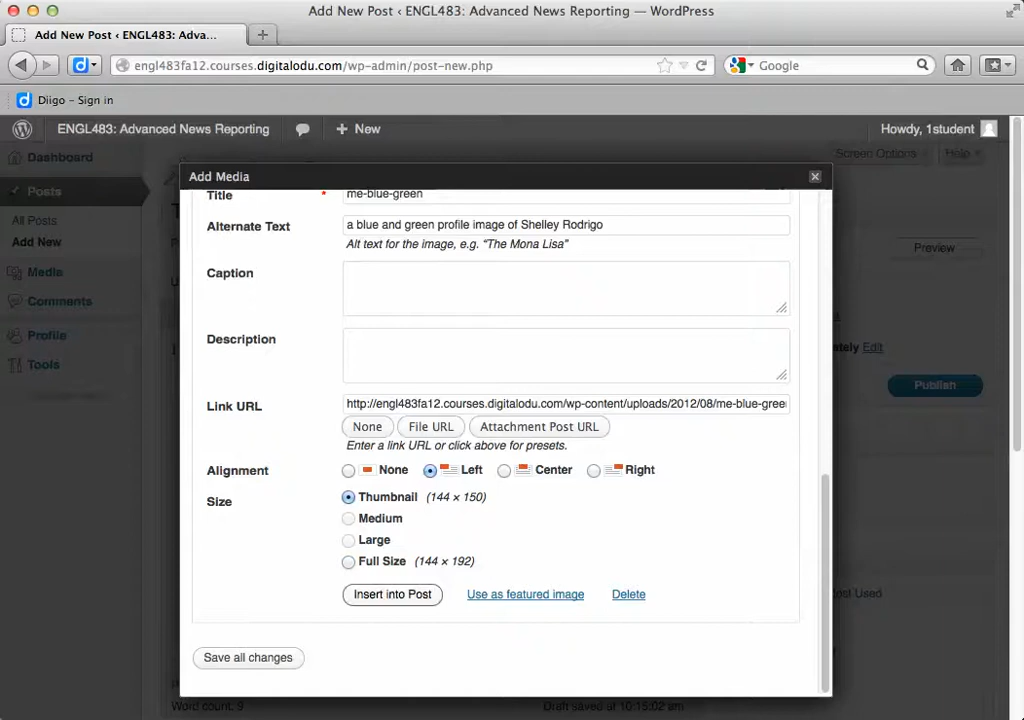 Add New Post ‹ ENGL483: Advanced News Reporting — WordPress
Add New Post ‹ ENGL483: Adva...
engl483fa12.courses.digitalodu.com/wp-admin/post-new.php
Google
Diigo - Sign in
ENGL483: Advanced News Reporting
+ New
Howdy, 1student
Dashboard
Screen Options
Help
Add Media
Posts
Title * me-blue-green
All Posts
Alternate Text a blue and green profile image of Shelley Rodrigo
Add New
Alt text for the image, e.g. “The Mona Lisa”
Preview
Media
Caption
Comments
Profile
Description
Edit
Tools
Publish
Link URL http://engl483fa12.courses.digitalodu.com/wp-content/uploads/2012/08/me-blue-gree
None File URL Attachment Post URL
Enter a link URL or click above for presets.
Alignment None Left Center Right
Size Thumbnail (144 × 150)
Medium
Large
Full Size (144 × 192)
Insert into Post Use as featured image Delete
Used
Save all changes
Word count: 9
Draft saved at 10:15:02 am